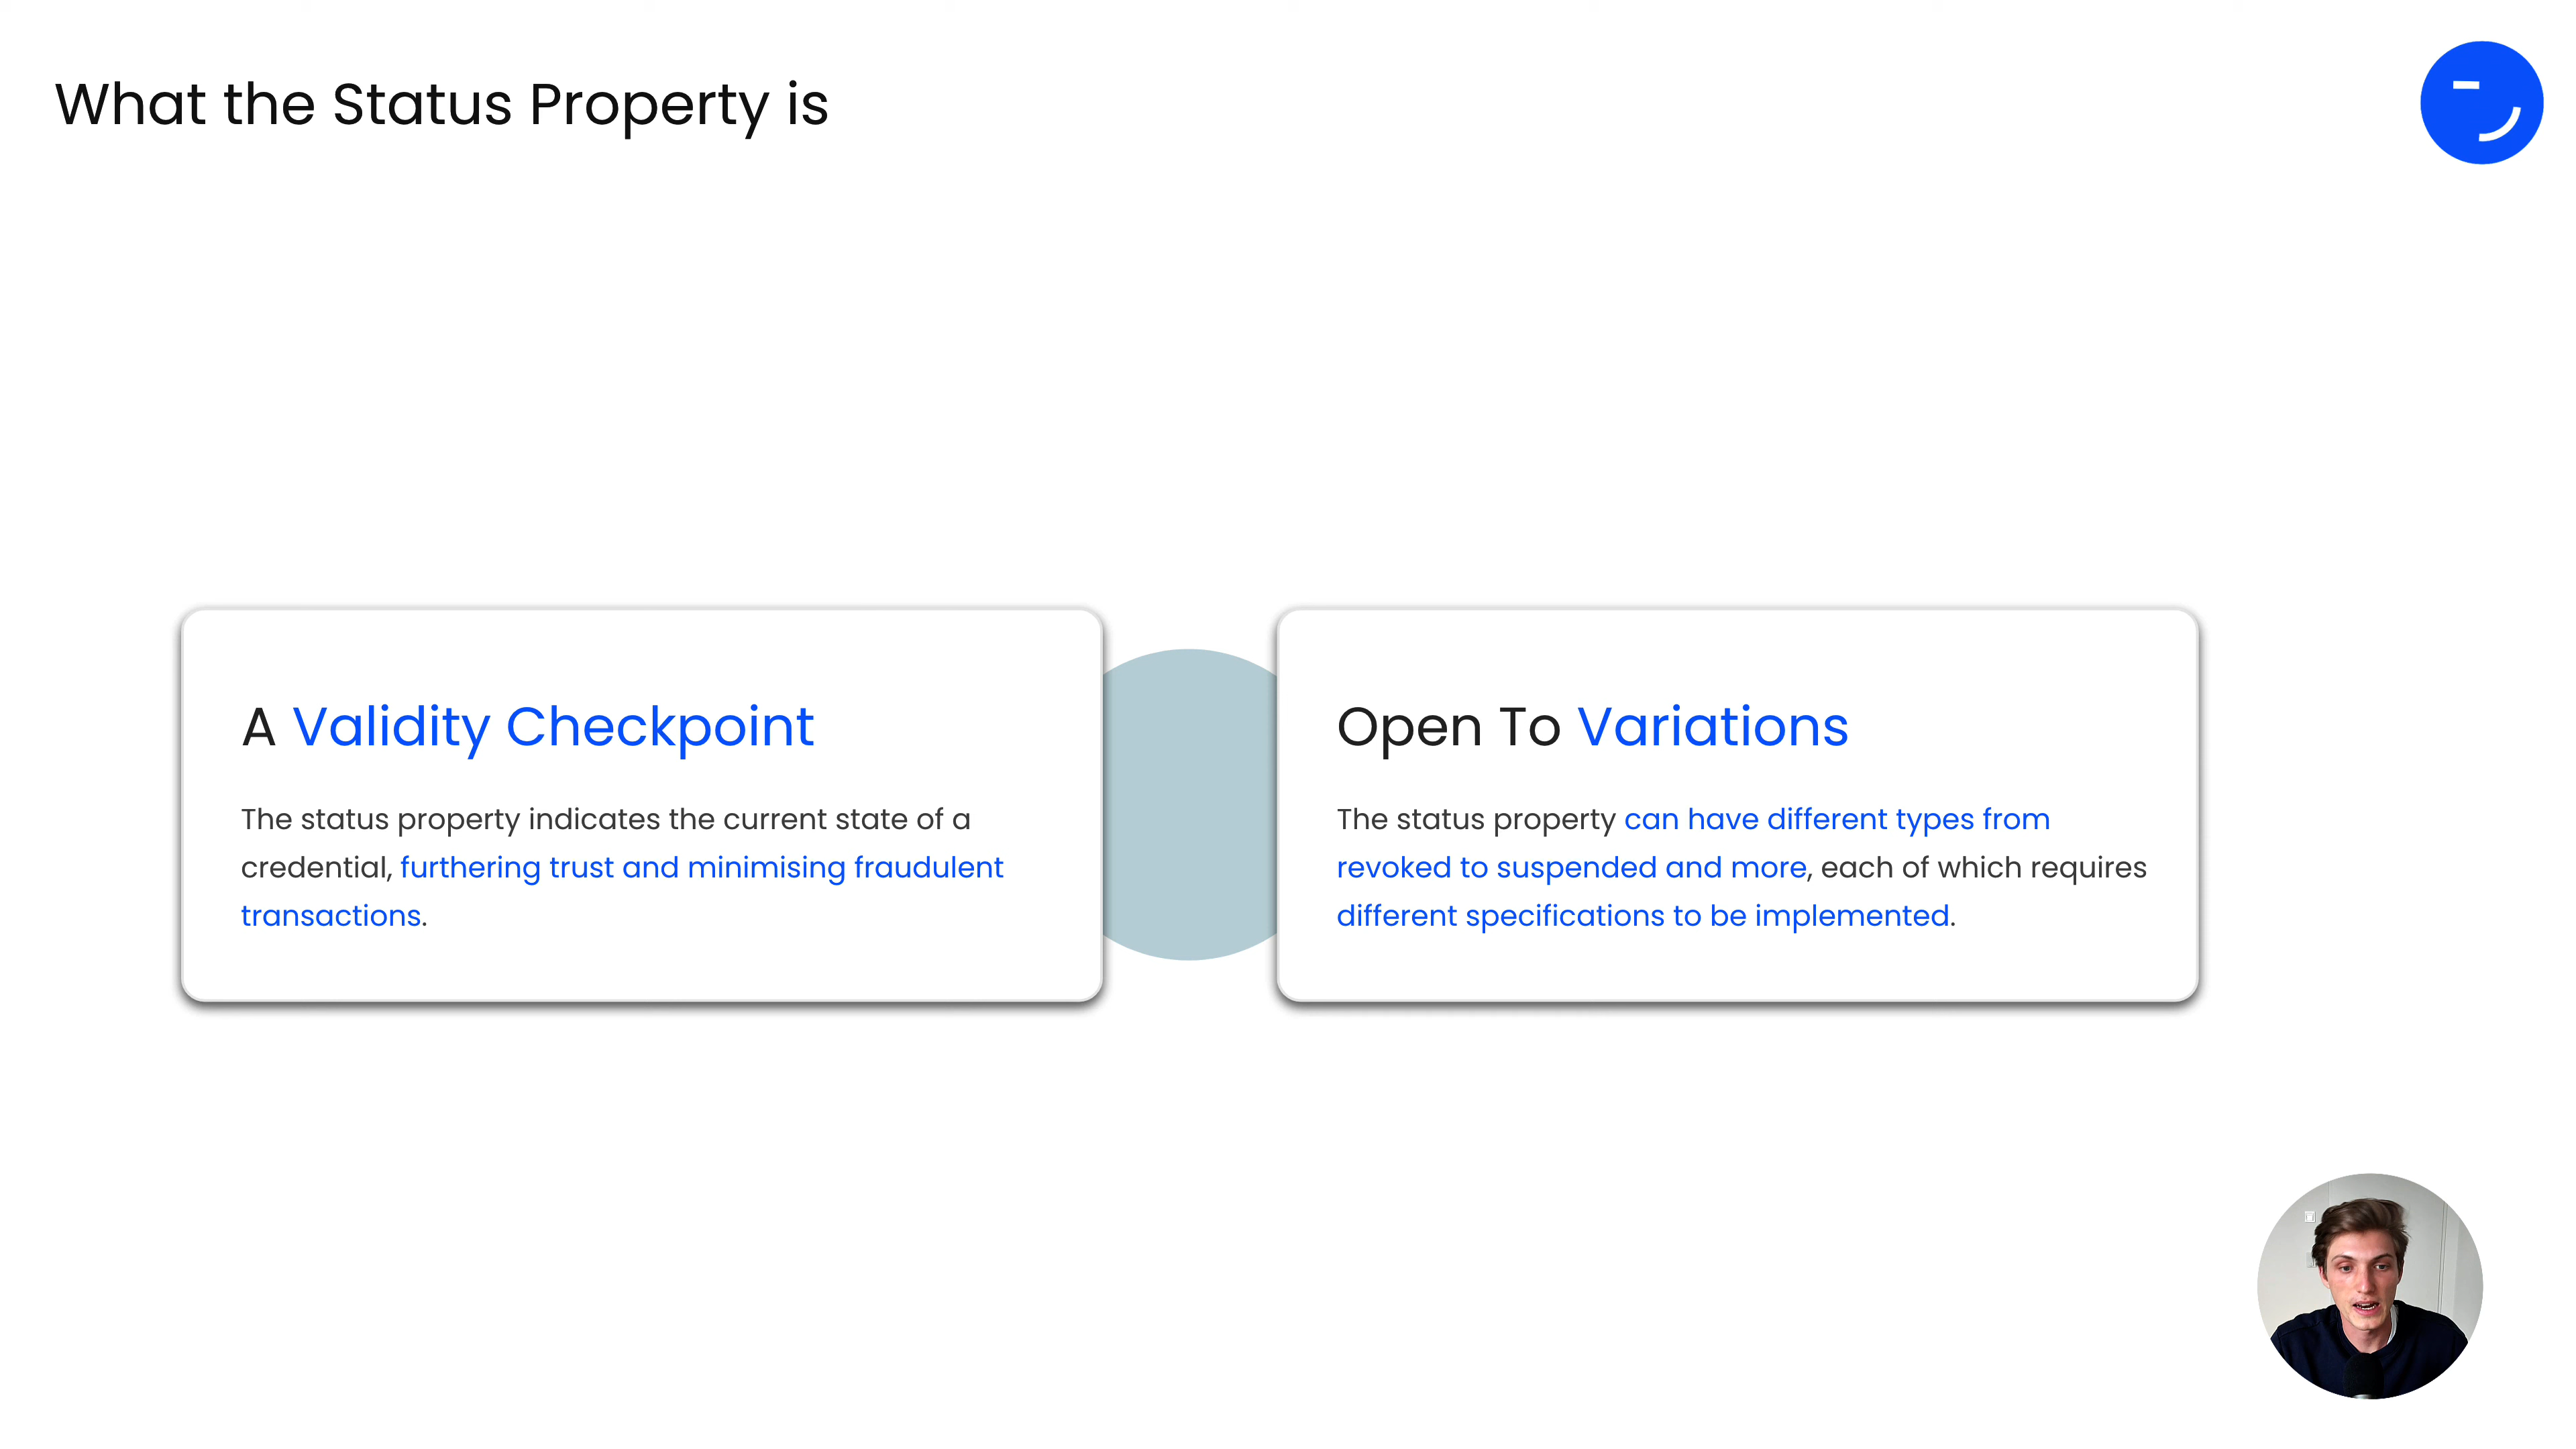 What the Status Property is
A Validity Checkpoint
The status property indicates the current state of a
credential, furthering trust and minimising fraudulent
transactions.
Open To Variations
The status property can have different types from
revoked to suspended and more, each of which requires
different specifications to be implemented.